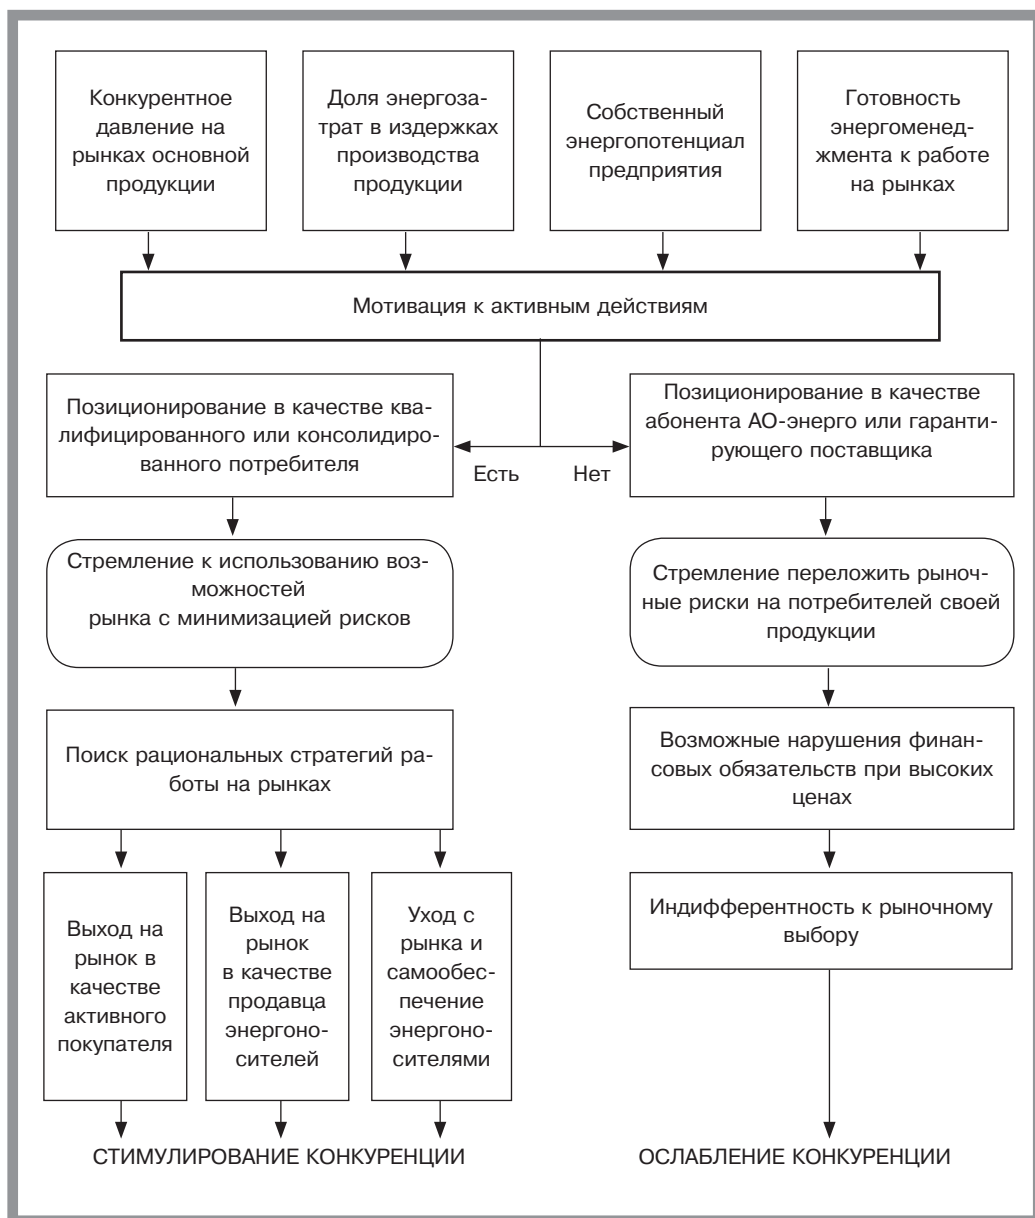 Конкурентное
давление на
рынках основной
продукции
Доля энергоза-
трат в издержках
производства
продукции
Собственный
энергопотенциал
предприятия
Готовность
энергоменед-
жмента к работе
на рынках
Мотивация к активным действиям
Позиционирование в качестве ква-
лифицированного или консолидиро-
ванного потребителя
Есть
Нет
Позиционирование в качестве
абонента АО-энерго или гаранти-
рующего поставщика
Стремление к использованию воз-
можностей
рынка с минимизацией рисков
Стремление переложить рыноч-
ные риски на потребителей своей
продукции
Поиск рациональных стратегий ра-
боты на рынках
Возможные нарушения финан-
совых обязательств при высоких
ценах
Выход на
рынок в
качестве
активного
покупателя
Выход на
рынок
в качестве
продавца
энергоно-
сителей
Уход с
рынка и
самообес-
печение
энергоно-
сителями
Индифферентность к рыночному
выбору
СТИМУЛИРОВАНИЕ КОНКУРЕНЦИИ
ОСЛАБЛЕНИЕ КОНКУРЕНЦИИ